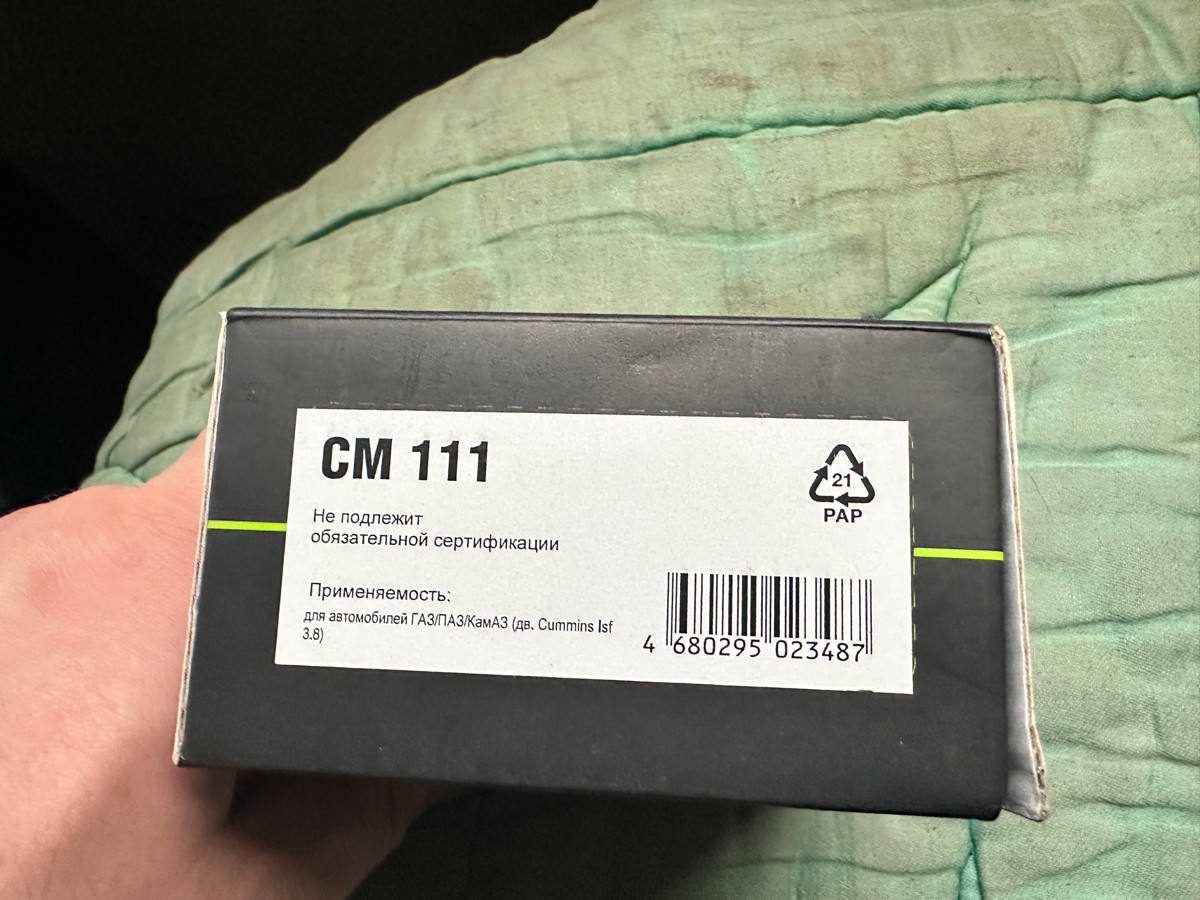 CM 111
21
PAP
Не подлежит
обязательной сертификации
Применяемость:
для автомобилей ГАЗ/ПАЗ/КамАЗ (дв. Cummins Isf
3.8)
4 680295 023487